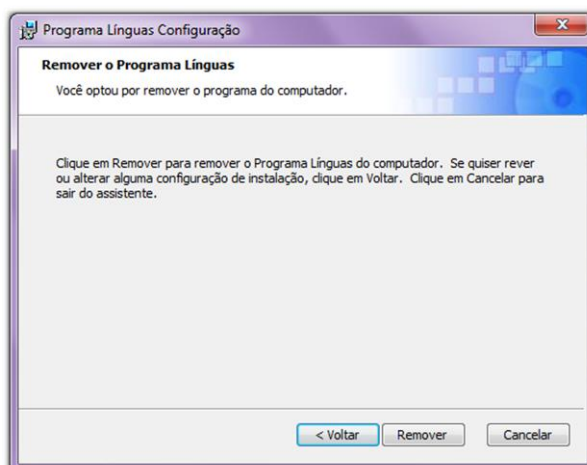 Programa Línguas Configuração
Remover o Programa Línguas
Você optou por remover o programa do computador.
Clique em Remover para remover o Programa Línguas do computador. Se quiser rever
ou alterar alguma configuração de instalação, clique em Voltar. Clique em Cancelar para
sair do assistente.
< Voltar Remover Cancelar